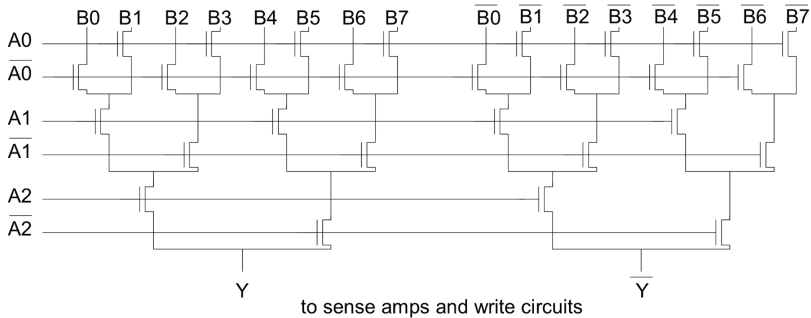 B0 B1 B2 B3 B4 B5 B6 B7 B̅0̅ B̅1̅ B̅2̅ B̅3̅ B̅4̅ B̅5̅ B̅6̅ B̅7̅
A0
A̅0̅
A1
A̅1̅
A2
A̅2̅
Y Y̅
to sense amps and write circuits